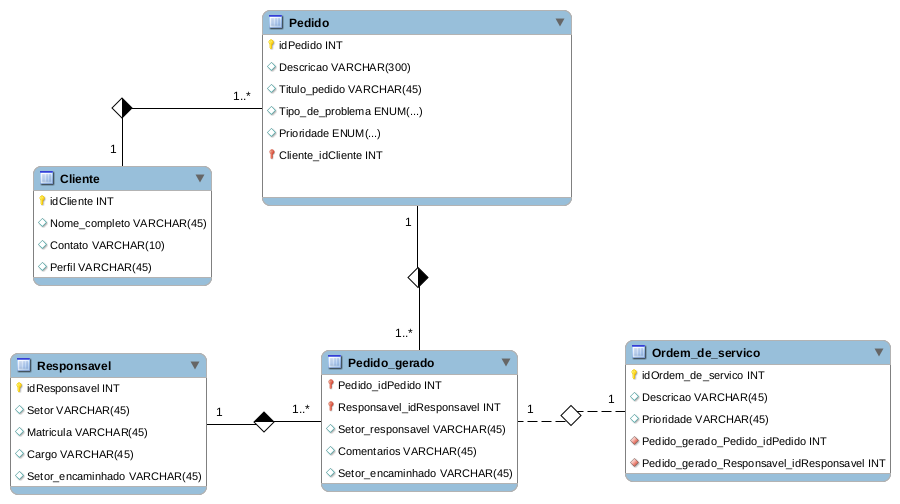 Pedido
idPedido INT
Descricao VARCHAR(300)
Titulo_pedido VARCHAR(45)
Tipo_de_problema ENUM(...)
Prioridade ENUM(...)
Cliente_idCliente INT
1..*
1
Cliente
idCliente INT
Nome_completo VARCHAR(45)
Contato VARCHAR(10)
Perfil VARCHAR(45)
1
1..*
Responsavel
idResponsavel INT
Setor VARCHAR(45)
Matricula VARCHAR(45)
Cargo VARCHAR(45)
Setor_encaminhado VARCHAR(45)
1
1..*
Pedido_gerado
Pedido_idPedido INT
Responsavel_idResponsavel INT
Setor_responsavel VARCHAR(45)
Comentarios VARCHAR(45)
Setor_encaminhado VARCHAR(45)
1
1
Ordem_de_servico
idOrdem_de_servico INT
Descricao VARCHAR(45)
Prioridade VARCHAR(45)
Pedido_gerado_Pedido_idPedido INT
Pedido_gerado_Responsavel_idResponsavel INT